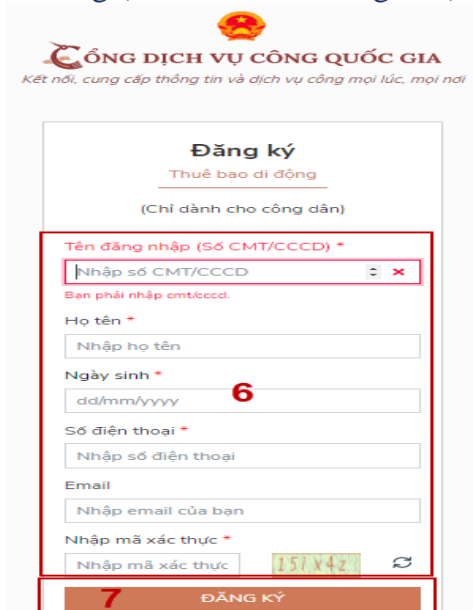 CỔNG DỊCH VỤ CÔNG QUỐC GIA
Kết nối, cung cấp thông tin và dịch vụ công mọi lúc, mọi nơi
Đăng ký
Thuê bao di động
(Chỉ dành cho công dân)
Tên đăng nhập (Số CMT/CCCD) *
Nhập số CMT/CCCD
Bạn phải nhập cmt/cccd.
Họ tên *
Nhập họ tên
Ngày sinh *
dd/mm/yyyy
6
Số điện thoại *
Nhập số điện thoại
Email
Nhập email của bạn
Nhập mã xác thực *
Nhập mã xác thực 15i x4z
7 ĐĂNG KÝ